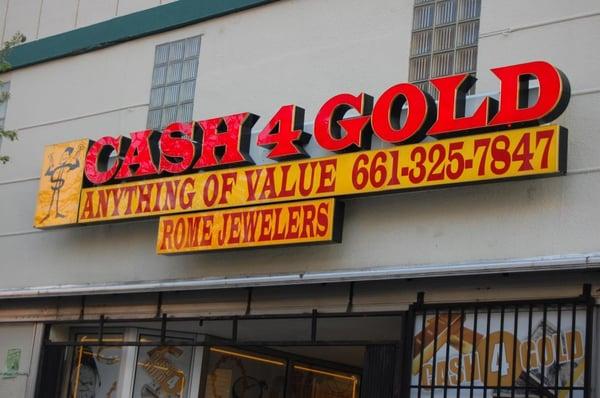 CASH 4 GOLD
ANYTHING OF VALUE 661-325-7847
ROME JEWELERS
CASH 4 GOLD